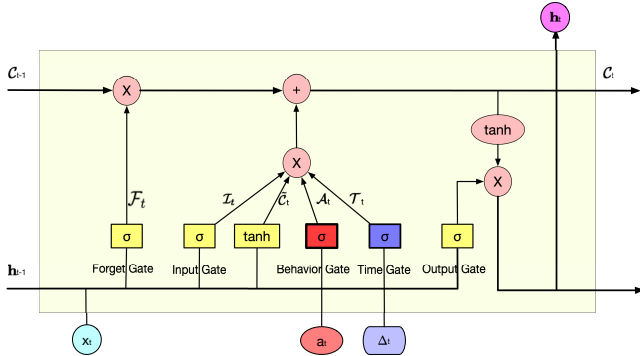 hₜ
𝒞ₜ₋₁
𝒞ₜ
X
+
tanh
X
X
ℱₜ
ℐₜ
𝒞̃ₜ
𝒜ₜ
𝒯ₜ
σ
σ
tanh
σ
σ
σ
Forget Gate
Input Gate
Behavior Gate
Time Gate
Output Gate
hₜ₋₁
xₜ
aₜ
Δₜ